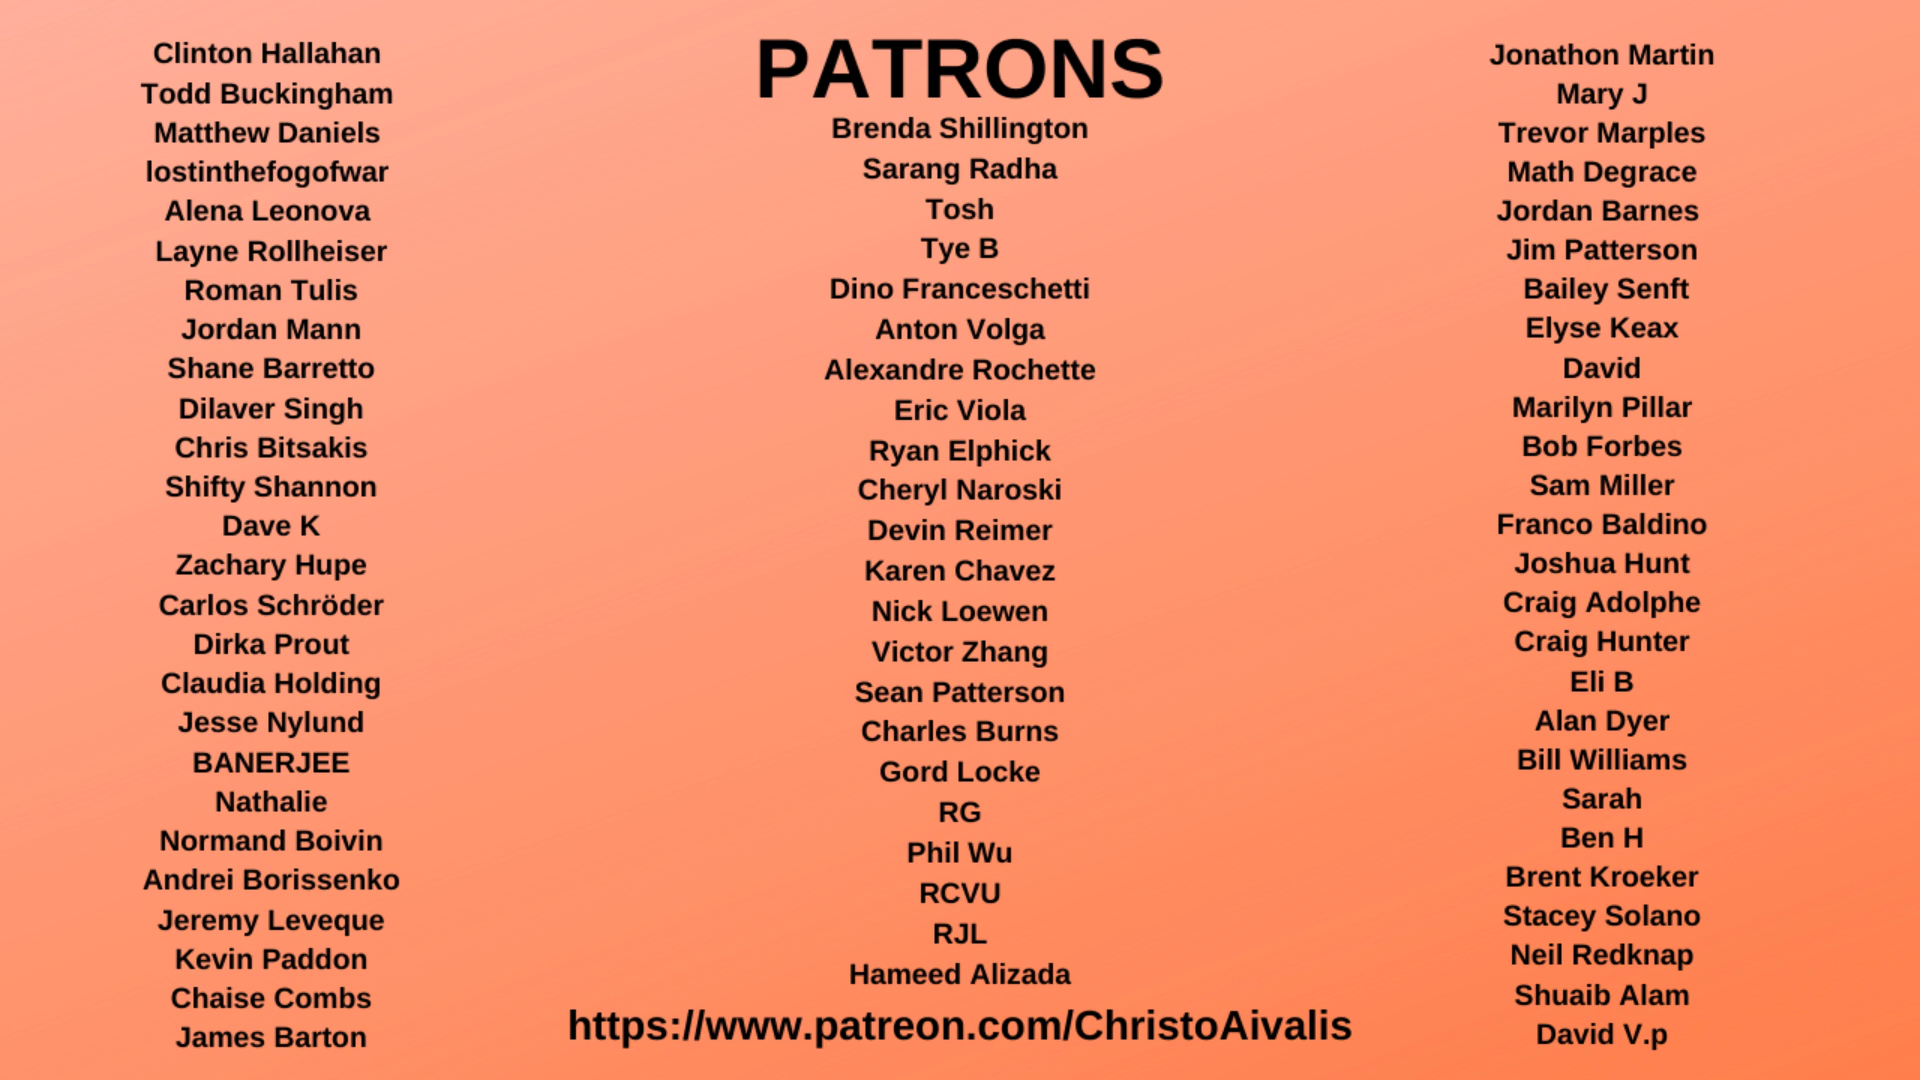 Clinton Hallahan
Todd Buckingham
Matthew Daniels
lostinthefogofwar
Alena Leonova
Layne Rollheiser
Roman Tulis
Jordan Mann
Shane Barretto
Dilaver Singh
Chris Bitsakis
Shifty Shannon
Dave K
Zachary Hupe
Carlos Schröder
Dirka Prout
Claudia Holding
Jesse Nylund
BANERJEE
Nathalie
Normand Boivin
Andrei Borissenko
Jeremy Leveque
Kevin Paddon
Chaise Combs
James Barton
PATRONS
Brenda Shillington
Sarang Radha
Tosh
Tye B
Dino Franceschetti
Anton Volga
Alexandre Rochette
Eric Viola
Ryan Elphick
Cheryl Naroski
Devin Reimer
Karen Chavez
Nick Loewen
Victor Zhang
Sean Patterson
Charles Burns
Gord Locke
RG
Phil Wu
RCVU
RJL
Hameed Alizada
https://www.patreon.com/ChristoAivalis
Jonathon Martin
Mary J
Trevor Marples
Math Degrace
Jordan Barnes
Jim Patterson
Bailey Senft
Elyse Keax
David
Marilyn Pillar
Bob Forbes
Sam Miller
Franco Baldino
Joshua Hunt
Craig Adolphe
Craig Hunter
Eli B
Alan Dyer
Bill Williams
Sarah
Ben H
Brent Kroeker
Stacey Solano
Neil Redknap
Shuaib Alam
David V.p